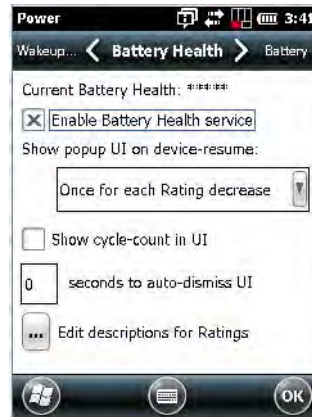 Power 3:41
Wakeup... Battery Health Battery
Current Battery Health: *****
Enable Battery Health service
Show popup UI on device-resume:
Once for each Rating decrease
Show cycle-count in UI
0 seconds to auto-dismiss UI
... Edit descriptions for Ratings
OK